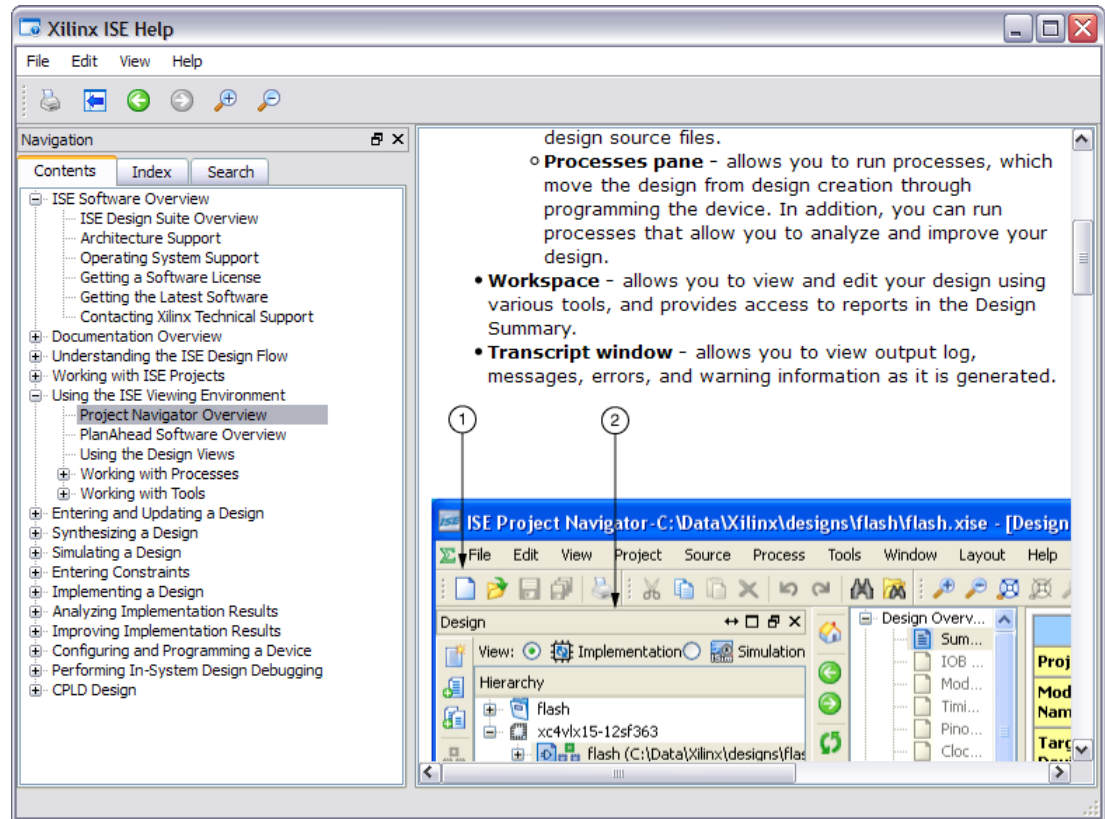 Xilinx ISE Help
File Edit View Help
Navigation
Contents Index Search
ISE Software Overview
ISE Design Suite Overview
Architecture Support
Operating System Support
Getting a Software License
Getting the Latest Software
Contacting Xilinx Technical Support
Documentation Overview
Understanding the ISE Design Flow
Working with ISE Projects
Using the ISE Viewing Environment
Project Navigator Overview
PlanAhead Software Overview
Using the Design Views
Working with Processes
Working with Tools
Entering and Updating a Design
Synthesizing a Design
Simulating a Design
Entering Constraints
Implementing a Design
Analyzing Implementation Results
Improving Implementation Results
Configuring and Programming a Device
Performing In-System Design Debugging
CPLD Design
design source files.
Processes pane - allows you to run processes, which
move the design from design creation through
programming the device. In addition, you can run
processes that allow you to analyze and improve your
design.
Workspace - allows you to view and edit your design using
various tools, and provides access to reports in the Design
Summary.
Transcript window - allows you to view output log,
messages, errors, and warning information as it is generated.
1 2
ISE Project Navigator-C:\Data\Xilinx\designs\flash\flash.xise - [Design
File Edit View Project Source Process Tools Window Layout Help
Design
View: Implementation Simulation
Hierarchy
flash
xc4vlx15-12sf363
flash (C:\Data\Xilinx\designs\flas
Design Overv...
Sum...
IOB ...
Mod...
Timi...
Pino...
Cloc...
Proj
Mod
Nam
Targ